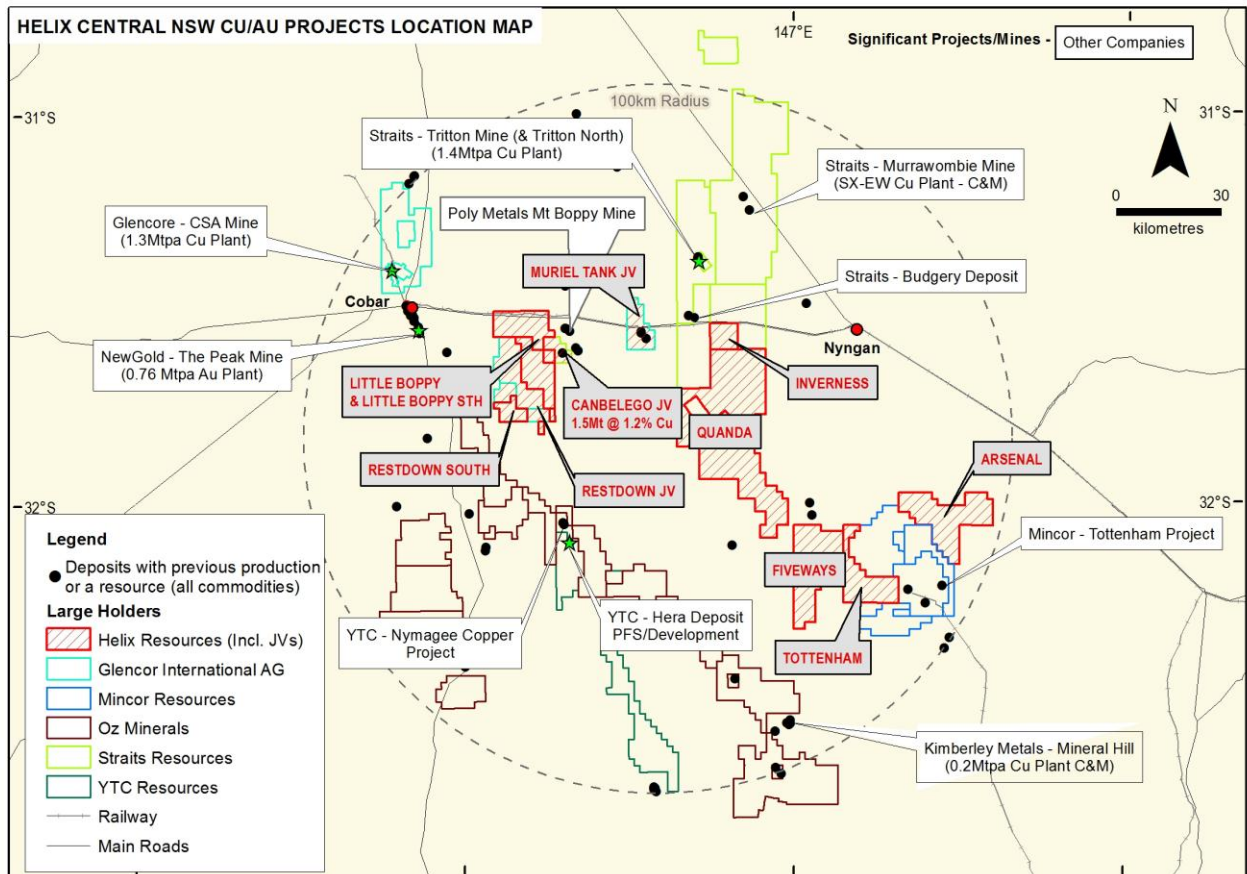 HELIX CENTRAL NSW CU/AU PROJECTS LOCATION MAP
147°E
Significant Projects/Mines -
Other Companies
100km Radius
31°S
31°S
N
0
30
kilometres
Straits - Tritton Mine (& Tritton North)
(1.4Mtpa Cu Plant)
Straits - Murrawombie Mine
(SX-EW Cu Plant - C&M)
Glencore - CSA Mine
(1.3Mtpa Cu Plant)
Poly Metals Mt Boppy Mine
MURIEL TANK JV
Straits - Budgery Deposit
Cobar
Nyngan
NewGold - The Peak Mine
(0.76 Mtpa Au Plant)
LITTLE BOPPY
& LITTLE BOPPY STH
CANBELEGO JV
1.5Mt @ 1.2% Cu
INVERNESS
QUANDA
RESTDOWN SOUTH
RESTDOWN JV
ARSENAL
32°S
32°S
Mincor - Tottenham Project
FIVEWAYS
YTC - Nymagee Copper
Project
YTC - Hera Deposit
PFS/Development
TOTTENHAM
Kimberley Metals - Mineral Hill
(0.2Mtpa Cu Plant C&M)
Legend
Deposits with previous production
or a resource (all commodities)
Large Holders
Helix Resources (Incl. JVs)
Glencor International AG
Mincor Resources
Oz Minerals
Straits Resources
YTC Resources
Railway
Main Roads